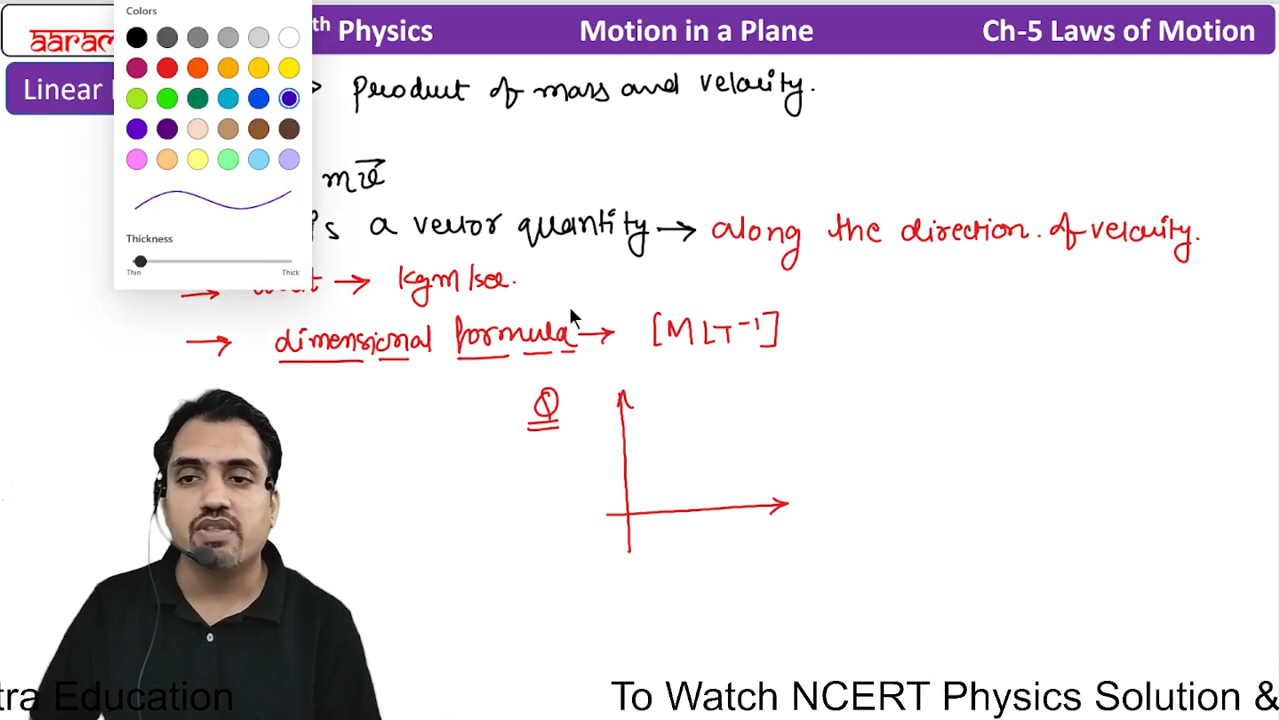 Colors
aaram
th Physics
Motion in a Plane
Ch-5 Laws of Motion
Linear
product of mass and velocity.
mv⃗
is a vector quantity → along the direction. of velocity.
→ → kgm/sec.
→ dimensional formula → [MLT⁻¹]
Thickness
Thin
Thick
Q
tra Education
To Watch NCERT Physics Solution &